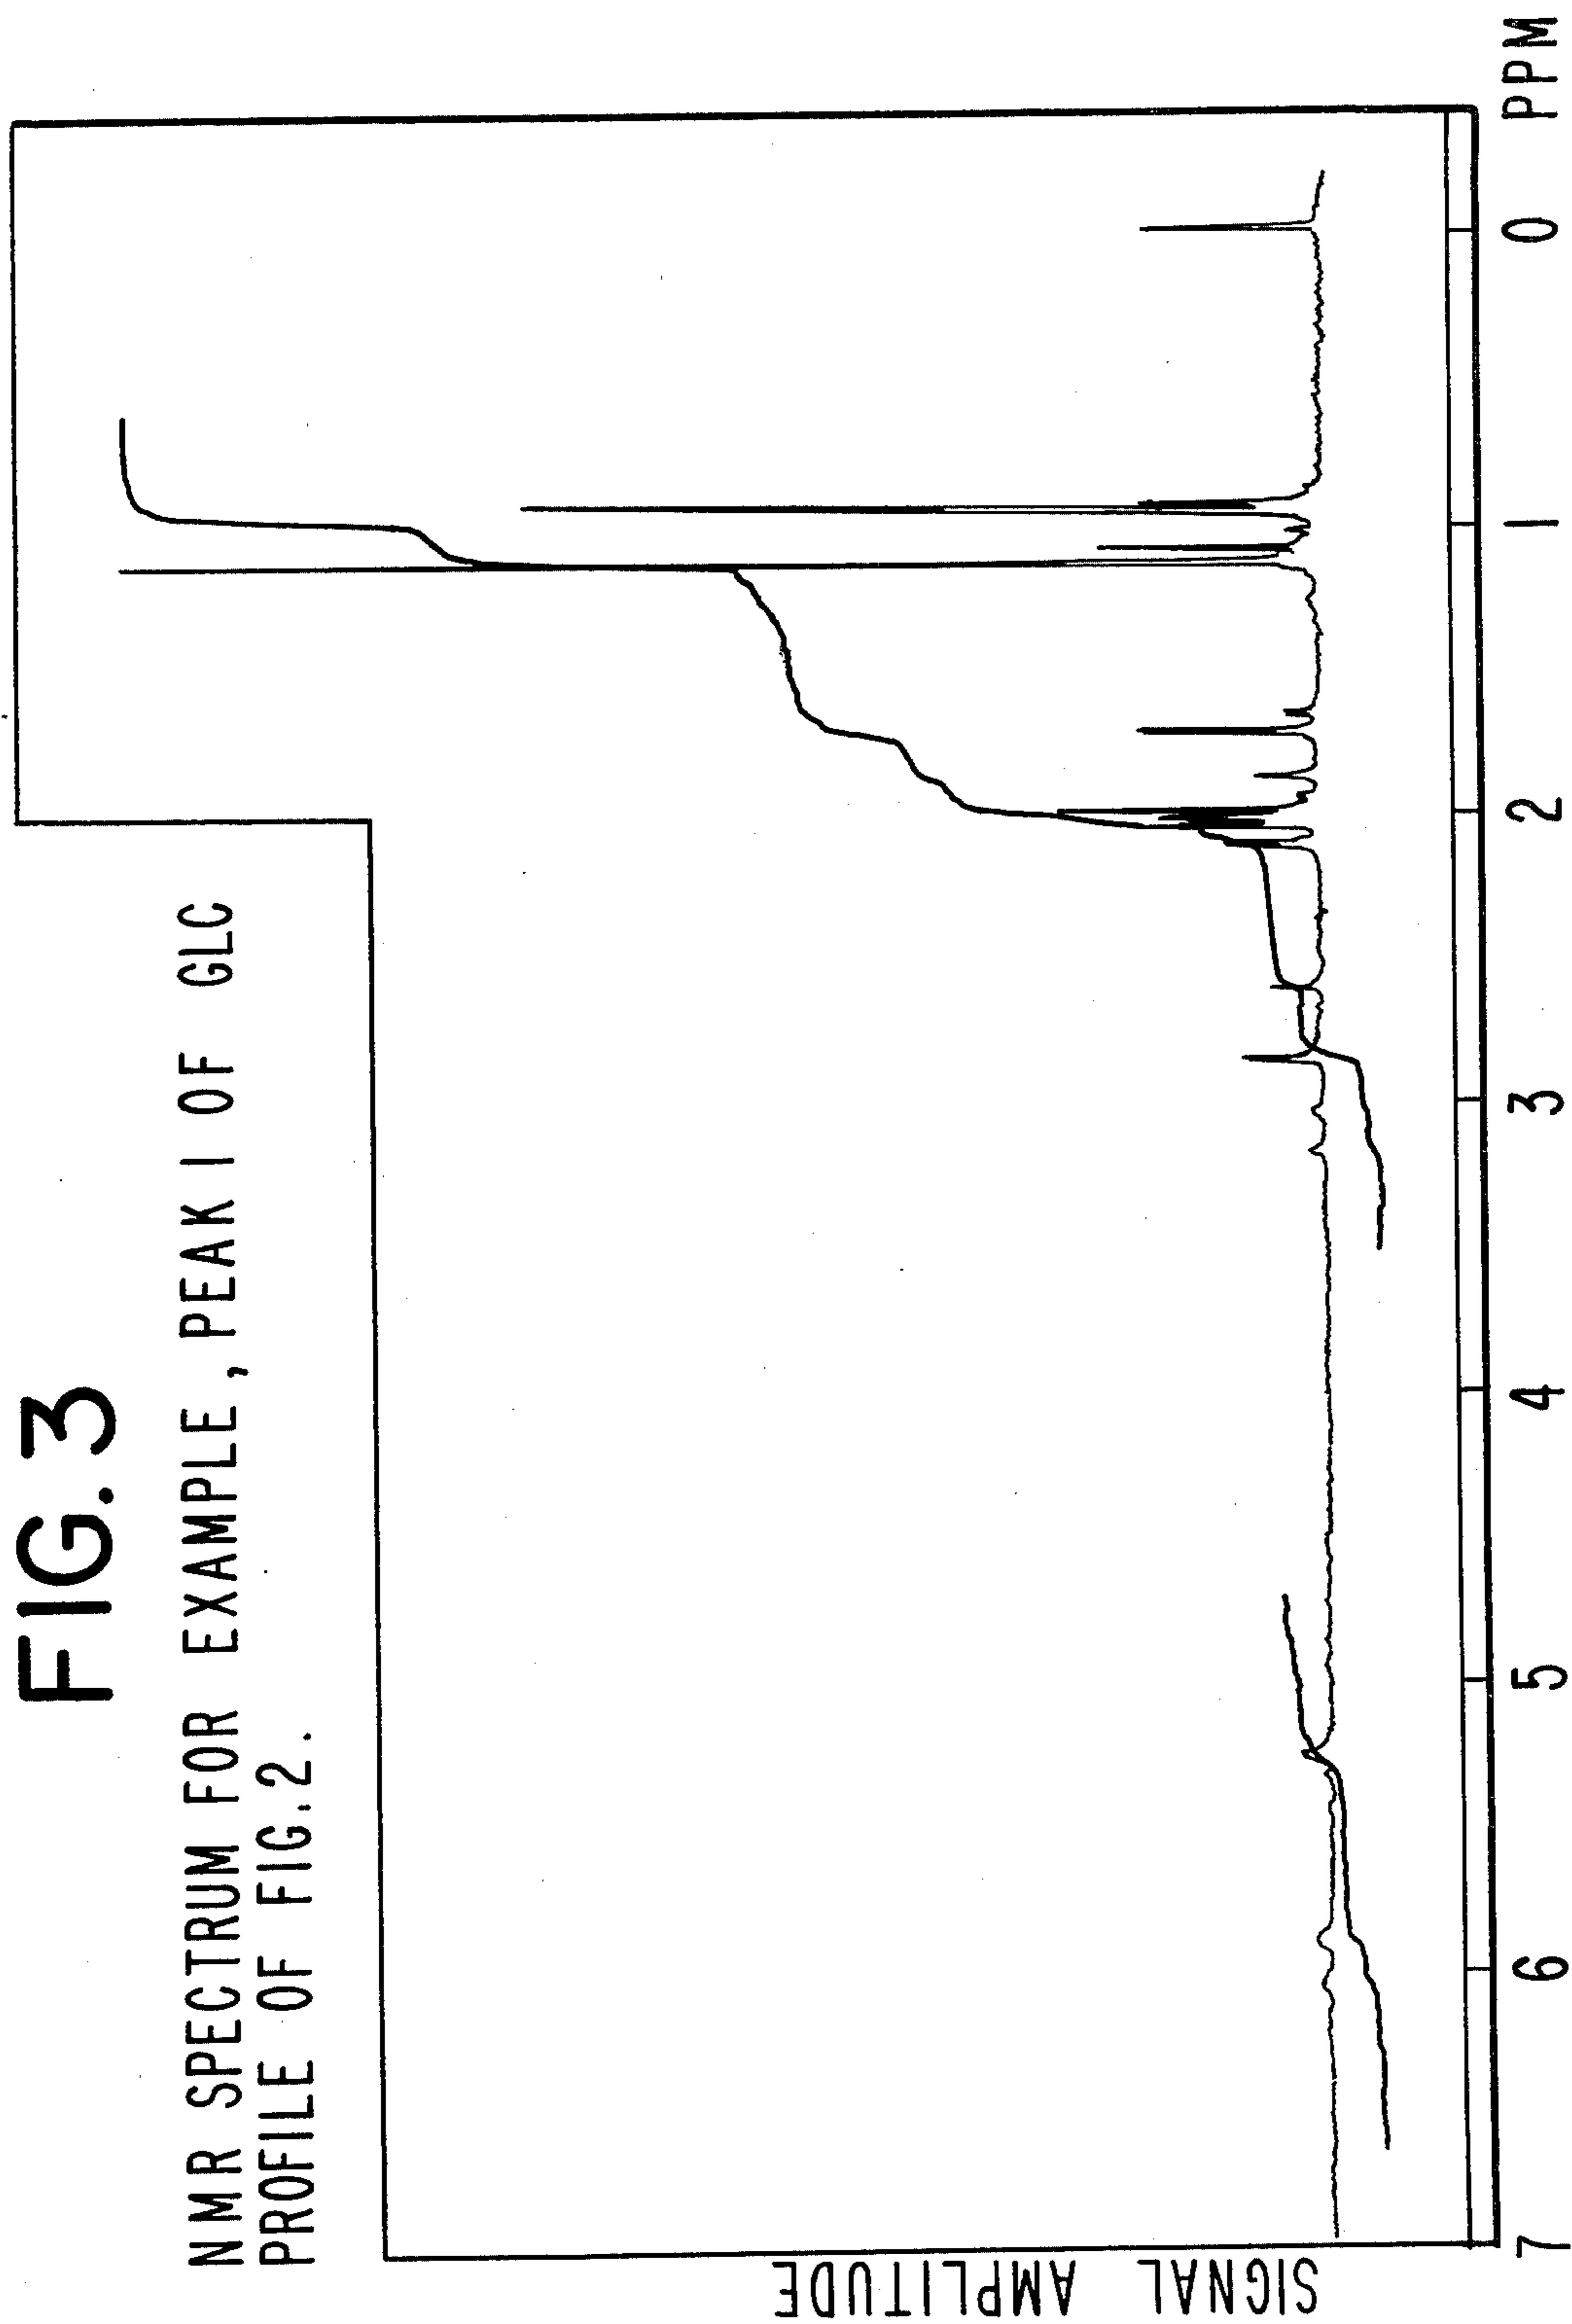 FIG. 3
NMR SPECTRUM FOR EXAMPLE, PEAK 1 OF GLC
PROFILE OF FIG. 2.
SIGNAL AMPLITUDE
7 6 5 4 3 2 1 0 PPM